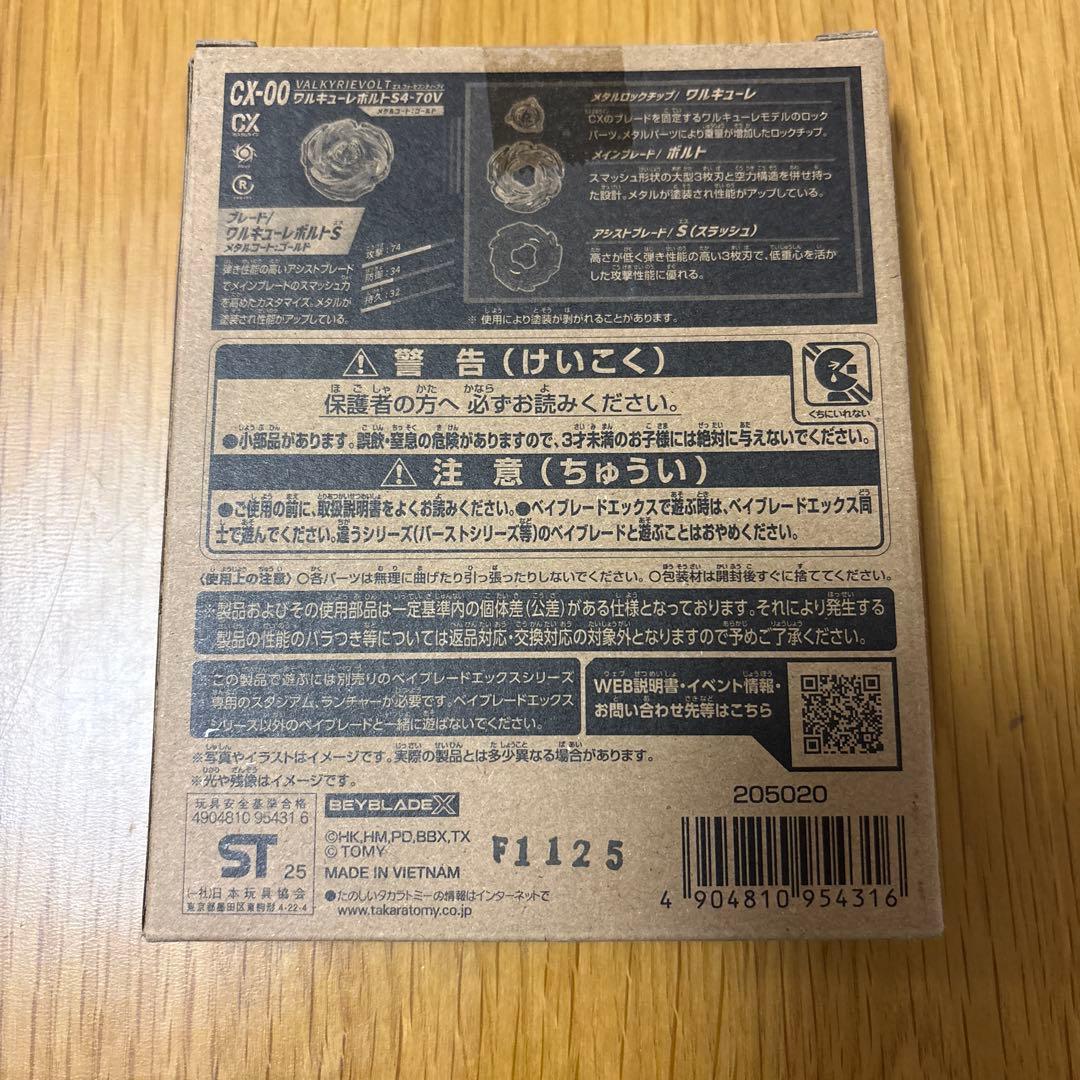 CX-00 VALKYRIEVOLT
ワルキューレボルトS4-70V
メタルコート:ゴールド
CX
R
ブレード/
ワルキューレボルトS
メタルコート:ゴールド
弾き性能の高いアシストブレード
でメインブレードのスマッシュ力
を高めたカスタマイズ。メタルが
塗装され性能がアップしている。
攻撃:74
防御:34
持久:32
メタルロックチップ/ ワルキューレ
CXのブレードを固定するワルキューレモデルのロック
パーツ。メタルパーツにより重量が増加したロックチップ。
メインブレード/ ボルト
スマッシュ形状の大型3枚刃と空力構造を併せ持っ
た設計。メタルが塗装され性能がアップしている。
アシストブレード/ S(スラッシュ)
高さが低く弾き性能の高い3枚刃で、低重心を活か
した攻撃性能に優れる。
※使用により塗装が剥がれることがあります。
⚠警告(けいこく)
保護者の方へ 必ずお読みください。
●小部品があります。誤飲・窒息の危険がありますので、3才未満のお子様には絶対に与えないでください。
くちにいれない
⚠注意(ちゅうい)
●ご使用の前に、取扱説明書をよくお読みください。●ベイブレードエックスで遊ぶ時は、ベイブレードエックス同
士で遊んでください。違うシリーズ(バーストシリーズ等)のベイブレードと遊ぶことはおやめください。
〈使用上の注意〉○各パーツは無理に曲げたり引っ張ったりしないでください。○包装材は開封後すぐに捨ててください。
※製品およびその使用部品は一定基準内の個体差(公差)がある仕様となっております。それにより発生する
製品の性能のバラつき等については返品対応・交換対応の対象外となりますので予めご了承ください。
この製品で遊ぶには別売りのベイブレードエックスシリーズ
専用のスタジアム、ランチャーが必要です。ベイブレードエックス
シリーズ以外のベイブレードと一緒に遊ばないでください。
WEB説明書・イベント情報・
お問い合わせ先等はこちら
※写真やイラストはイメージです。実際の製品とは多少異なる場合があります。
※光や残像はイメージです。
玩具安全基準合格
4904810 95431 6
ST 25
(一社)日本玩具協会
東京都墨田区東駒形4-22-4
BEYBLADE X
©HK,HM,PD,BBX,TX
© TOMY
MADE IN VIETNAM
●たのしいタカラトミーの情報はインターネットで
www.takaratomy.co.jp
F1125
205020
4 904810 954316